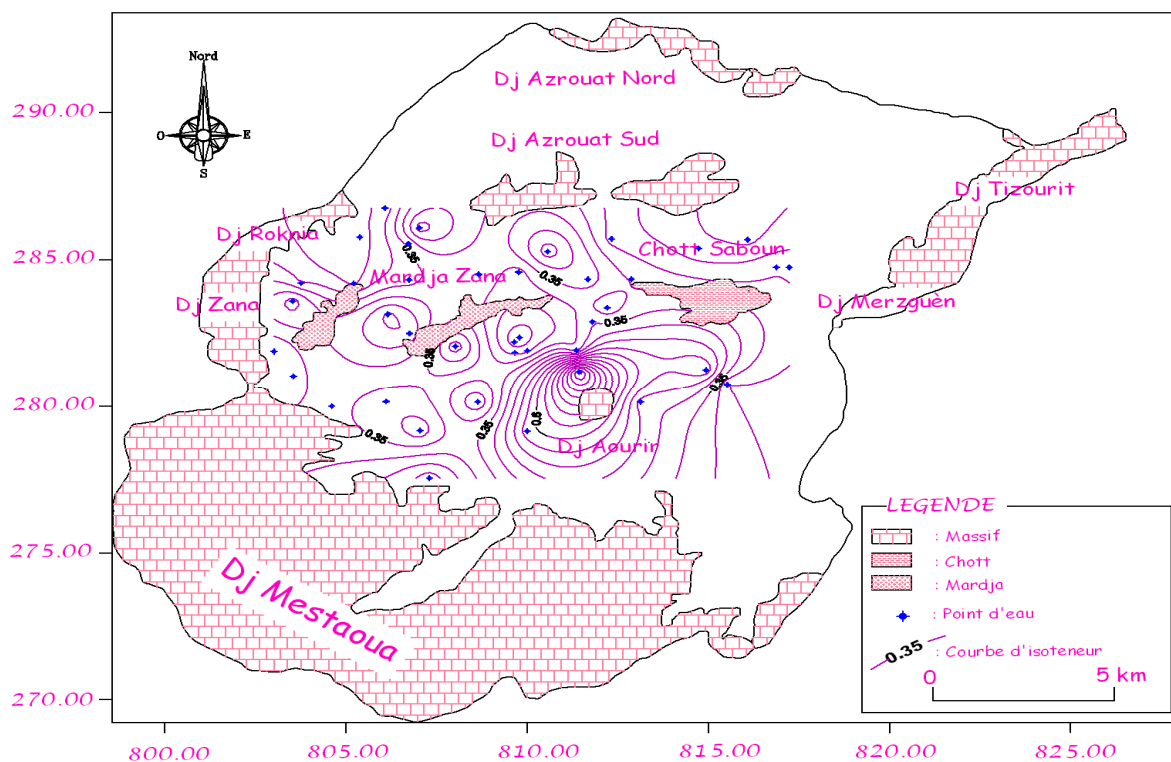 Nord
O
E
S
290.00
285.00
280.00
275.00
270.00
Dj Azrouat Nord
Dj Azrouat Sud
Dj Tizourit
Dj Roknia
Chott Saboun
Mardja Zana
Dj Zana
Dj Merzguèn
0.35
0.35
0.35
0.35
0.35
0.35
0.35
0.6
Dj Aourir
Dj Mestaoua
LEGENDE
: Massif
: Chott
: Mardja
: Point d'eau
0.35 : Courbe d'isoteneur
0 5 km
800.00 805.00 810.00 815.00 820.00 825.00